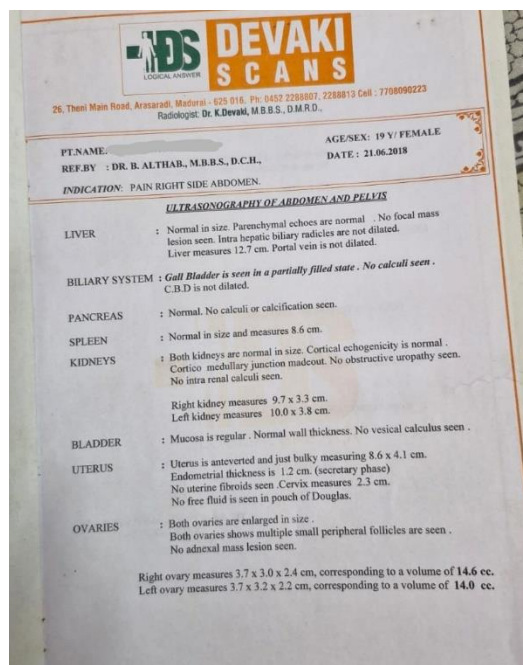 HDS
LOGICAL ANSWER
DEVAKI
SCANS
26, Theni Main Road, Arasaradi, Madurai - 625 016. Ph: 0452 2288807, 2288813 Cell : 7708090223
Radiologist: Dr. K.Devaki, M.B.B.S., D.M.R.D.,
PT.NAME. AGE/SEX: 19 Y/ FEMALE
REF.BY : DR. B. ALTHAB., M.B.B.S., D.C.H., DATE : 21.06.2018
INDICATION: PAIN RIGHT SIDE ABDOMEN.
ULTRASONOGRAPHY OF ABDOMEN AND PELVIS
LIVER : Normal in size. Parenchymal echoes are normal . No focal mass
lesion seen. Intra hepatic biliary radicles are not dilated.
Liver measures 12.7 cm. Portal vein is not dilated.
BILIARY SYSTEM : Gall Bladder is seen in a partially filled state . No calculi seen .
C.B.D is not dilated.
PANCREAS : Normal. No calculi or calcification seen.
SPLEEN : Normal in size and measures 8.6 cm.
KIDNEYS : Both kidneys are normal in size. Cortical echogenicity is normal .
Cortico medullary junction madeout. No obstructive uropathy seen.
No intra renal calculi seen.
Right kidney measures 9.7 x 3.3 cm.
Left kidney measures 10.0 x 3.8 cm.
BLADDER : Mucosa is regular . Normal wall thickness. No vesical calculus seen .
UTERUS : Uterus is anteverted and just bulky measuring 8.6 x 4.1 cm.
Endometrial thickness is 1.2 cm. (secretary phase)
No uterine fibroids seen .Cervix measures 2.3 cm.
No free fluid is seen in pouch of Douglas.
OVARIES : Both ovaries are enlarged in size .
Both ovaries shows multiple small peripheral follicles are seen .
No adnexal mass lesion seen.
Right ovary measures 3.7 x 3.0 x 2.4 cm, corresponding to a volume of 14.6 cc.
Left ovary measures 3.7 x 3.2 x 2.2 cm, corresponding to a volume of 14.0 cc.